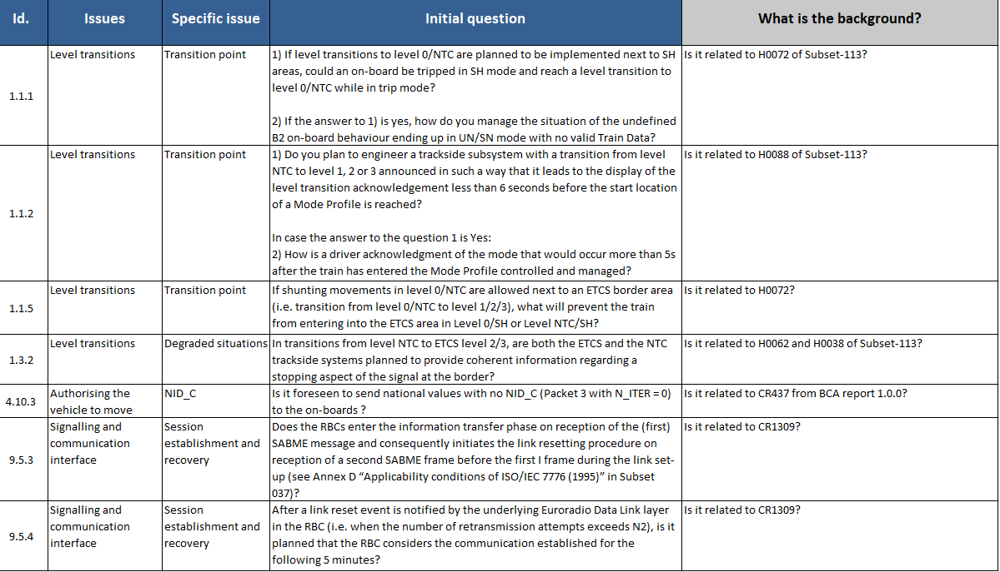 Id.
Issues
Specific issue
Initial question
What is the background?
1.1.1
Level transitions
Transition point
1) If level transitions to level 0/NTC are planned to be implemented next to SH
areas, could an on-board be tripped in SH mode and reach a level transition to
level 0/NTC while in trip mode?
2) If the answer to 1) is yes, how do you manage the situation of the undefined
B2 on-board behaviour ending up in UN/SN mode with no valid Train Data?
Is it related to H0072 of Subset-113?
1.1.2
Level transitions
Transition point
1) Do you plan to engineer a trackside subsystem with a transition from level
NTC to level 1, 2 or 3 announced in such a way that it leads to the display of the
level transition acknowledgement less than 6 seconds before the start location
of a Mode Profile is reached?
In case the answer to the question 1 is Yes:
2) How is a driver acknowledgment of the mode that would occur more than 5s
after the train has entered the Mode Profile controlled and managed?
Is it related to H0088 of Subset-113?
1.1.5
Level transitions
Transition point
If shunting movements in level 0/NTC are allowed next to an ETCS border area
(i.e. transition from level 0/NTC to level 1/2/3), what will prevent the train
from entering into the ETCS area in Level 0/SH or Level NTC/SH?
Is it related to H0072?
1.3.2
Level transitions
Degraded situations
In transitions from level NTC to ETCS level 2/3, are both the ETCS and the NTC
trackside systems planned to provide coherent information regarding a
stopping aspect of the signal at the border?
Is it related to H0062 and H0038 of Subset-113?
4.10.3
Authorising the
vehicle to move
NID_C
Is it foreseen to send national values with no NID_C (Packet 3 with N_ITER = 0)
to the on-boards ?
Is it related to CR437 from BCA report 1.0.0?
9.5.3
Signalling and
communication
interface
Session
establishment and
recovery
Does the RBCs enter the information transfer phase on reception of the (first)
SABME message and consequently initiates the link resetting procedure on
reception of a second SABME frame before the first I frame during the link set-
up (see Annex D “Applicability conditions of ISO/IEC 7776 (1995)” in Subset
037)?
Is it related to CR1309?
9.5.4
Signalling and
communication
interface
Session
establishment and
recovery
After a link reset event is notified by the underlying Euroradio Data Link layer
in the RBC (i.e. when the number of retransmission attempts exceeds N2), is it
planned that the RBC considers the communication established for the
following 5 minutes?
Is it related to CR1309?